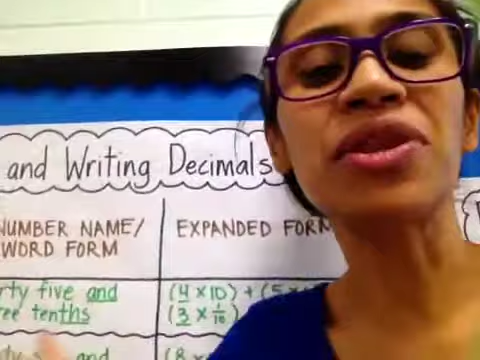 and Writing Decimals
NUMBER NAME/
WORD FORM
EXPANDED FORM
rty five and
ree tenths
(4 × 10) + (5 ×
(3 × 1/10)
and
(8 ×